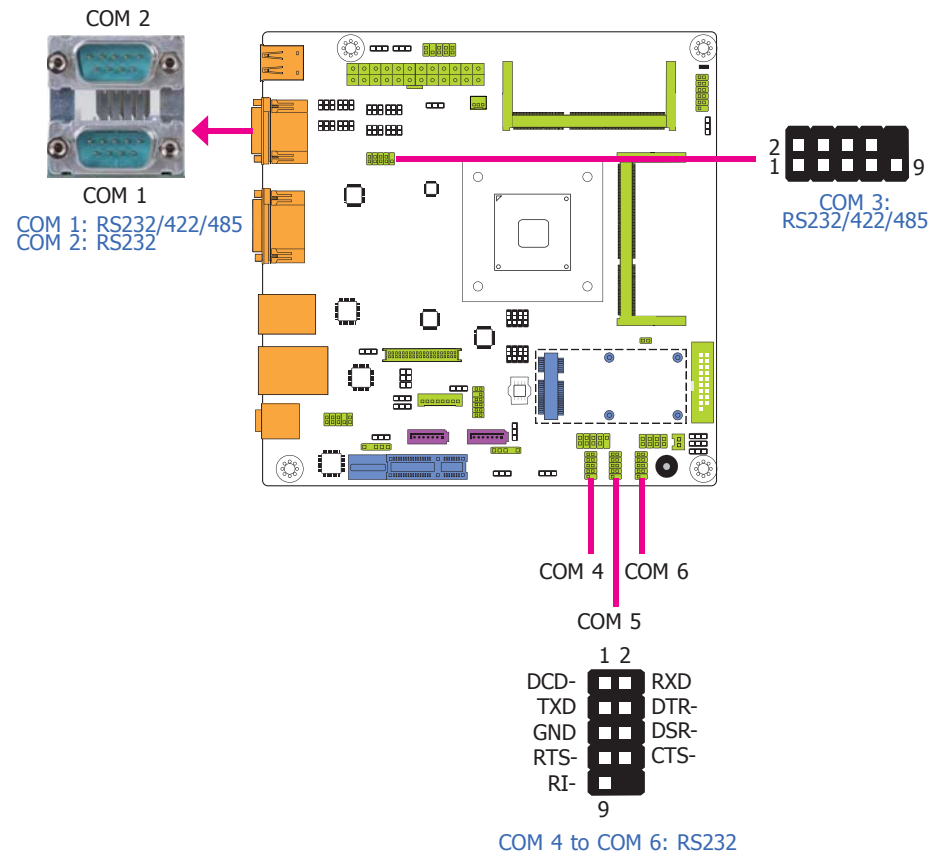 COM 2
COM 1
COM 1: RS232/422/485
COM 2: RS232
2
1
9
COM 3:
RS232/422/485
COM 4
COM 6
COM 5
1 2
DCD-
RXD
TXD
DTR-
GND
DSR-
RTS-
CTS-
RI-
9
COM 4 to COM 6: RS232